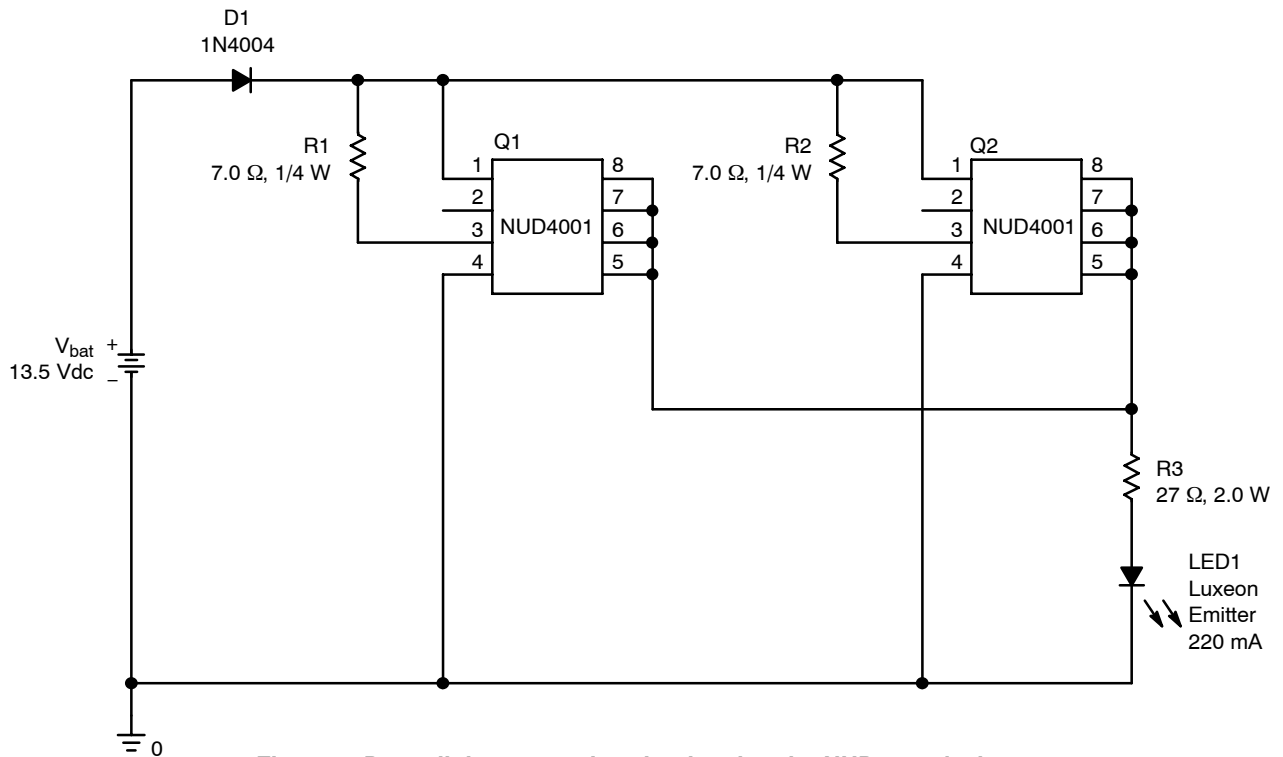 D1
1N4004
R1
7.0 Ω, 1/4 W
Q1
1
2
3
4
NUD4001
8
7
6
5
R2
7.0 Ω, 1/4 W
Q2
1
2
3
4
NUD4001
8
7
6
5
Vbat
+
13.5 Vdc
−
R3
27 Ω, 2.0 W
LED1
Luxeon
Emitter
220 mA
0